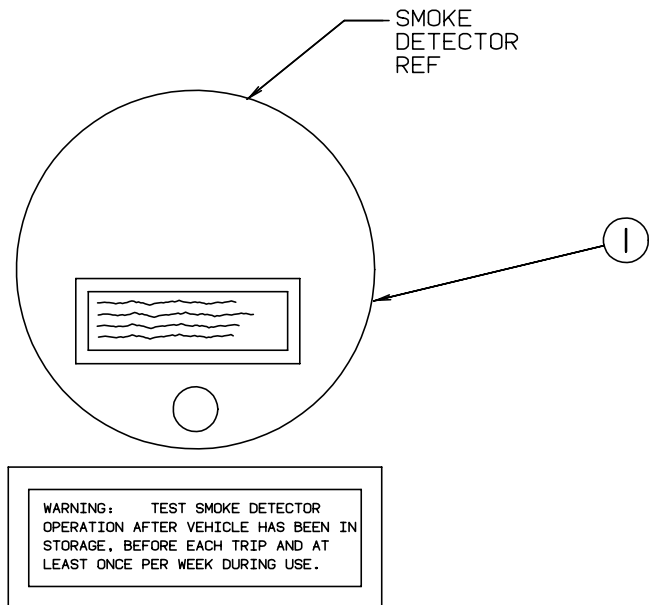 SMOKE
DETECTOR
REF
1
WARNING: TEST SMOKE DETECTOR
OPERATION AFTER VEHICLE HAS BEEN IN
STORAGE, BEFORE EACH TRIP AND AT
LEAST ONCE PER WEEK DURING USE.